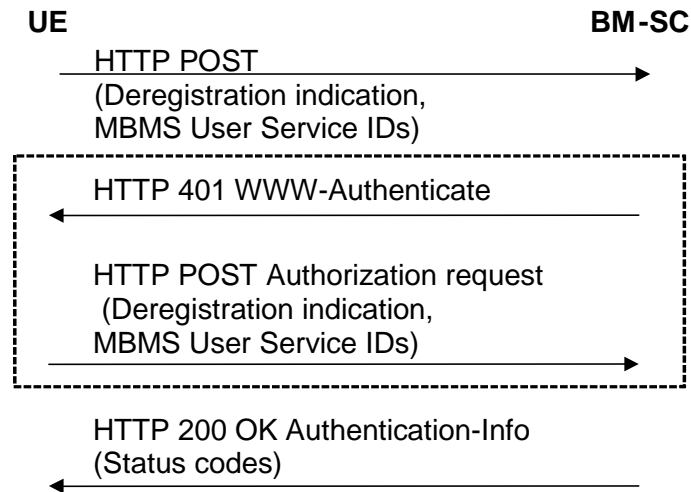 UE BM-SC
HTTP POST
(Deregistration indication,
MBMS User Service IDs)
HTTP 401 WWW-Authenticate
HTTP POST Authorization request
(Deregistration indication,
MBMS User Service IDs)
HTTP 200 OK Authentication-Info
(Status codes)